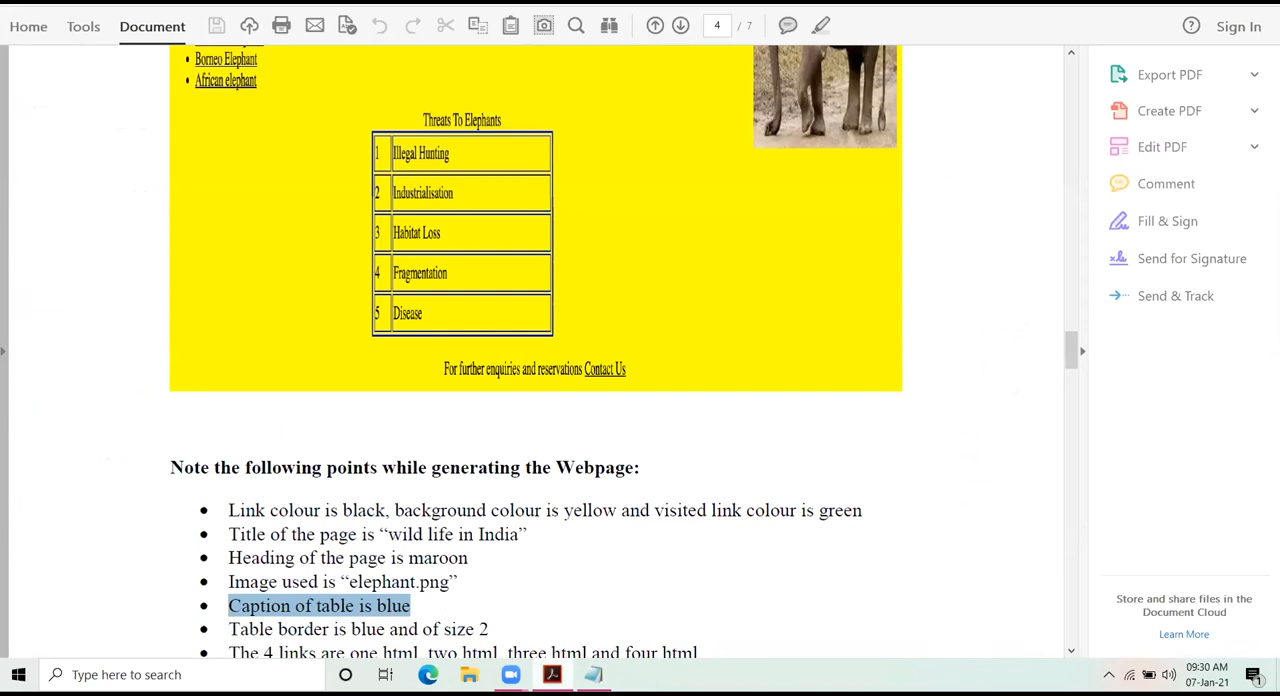 Home Tools Document 4 / 7 Sign In
Borneo Elephant
African elephant
Threats To Elephants
1 Illegal Hunting
2 Industrialisation
3 Habitat Loss
4 Fragmentation
5 Disease
For further enquiries and reservations Contact Us
Note the following points while generating the Webpage:
• Link colour is black, background colour is yellow and visited link colour is green
• Title of the page is “wild life in India”
• Heading of the page is maroon
• Image used is “elephant.png”
• Caption of table is blue
• Table border is blue and of size 2
• The 4 links are one.html, two.html, three.html and four.html
Export PDF
Create PDF
Edit PDF
Comment
Fill & Sign
Send for Signature
Send & Track
Store and share files in the
Document Cloud
Learn More
Type here to search
09:30 AM
07-Jan-21
1